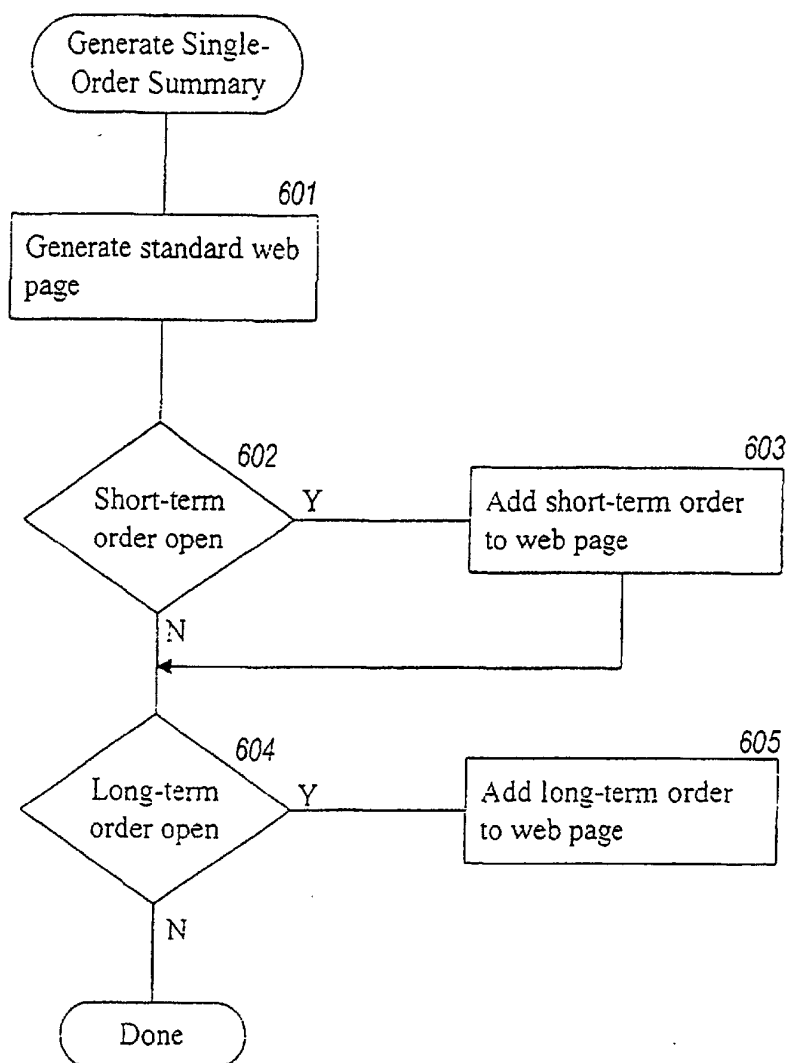 Generate Single-
Order Summary
601
Generate standard web
page
602
Short-term
order open
Y
603
Add short-term order
to web page
N
604
Long-term
order open
Y
605
Add long-term order
to web page
N
Done